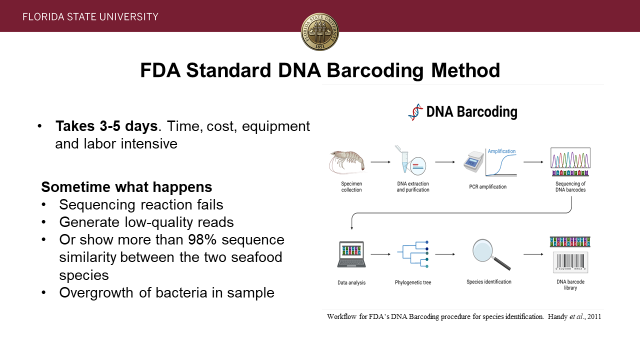 FLORIDA STATE UNIVERSITY
FDA Standard DNA Barcoding Method
• Takes 3-5 days. Time, cost, equipment
and labor intensive
Sometime what happens
• Sequencing reaction fails
• Generate low-quality reads
• Or show more than 98% sequence
similarity between the two seafood
species
• Overgrowth of bacteria in sample
DNA Barcoding
Amplification
Specimen
collection
DNA extraction
and purification
PCR amplification
Sequencing of
DNA barcodes
Data analysis
Phylogenetic tree
Species identification
DNA barcode
library
Workflow for FDA's DNA Barcoding procedure for species identification. Handy et al., 2011